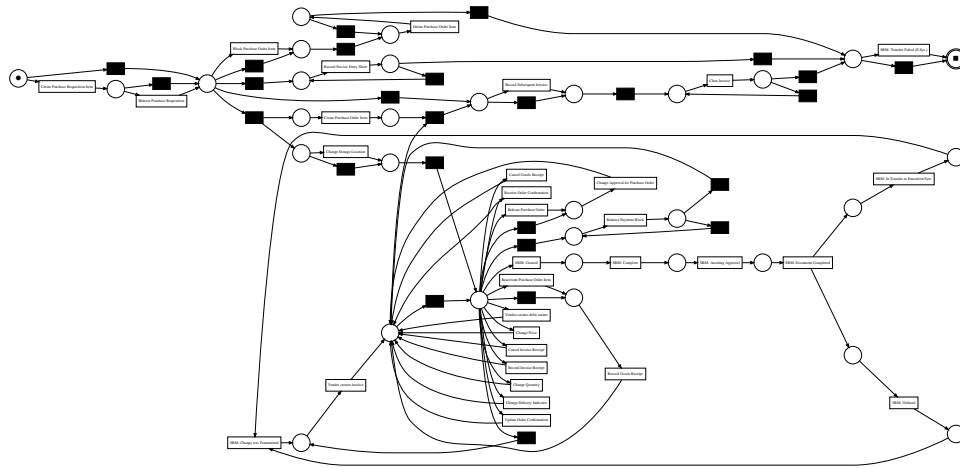 Delete Purchase Order Item
Block Purchase Order Item
SRM: Transfer Failed (E.Sys.)
Record Service Entry Sheet
Clear Invoice
Create Purchase Requisition Item
Record Subsequent Invoice
Release Purchase Requisition
Create Purchase Order Item
Change Storage Location
Cancel Goods Receipt
SRM: In Transfer to Execution Syst.
Change Approval for Purchase Order
Receive Order Confirmation
Release Purchase Order
Remove Payment Block
SRM: Created
SRM: Complete
SRM: Awaiting Approval
SRM: Document Completed
Reactivate Purchase Order Item
Vendor creates debit memo
Change Price
Cancel Invoice Receipt
Record Invoice Receipt
Record Goods Receipt
Change Quantity
Vendor creates invoice
Change Delivery Indicator
SRM: Ordered
Update Order Confirmation
SRM: Change was Transmitted